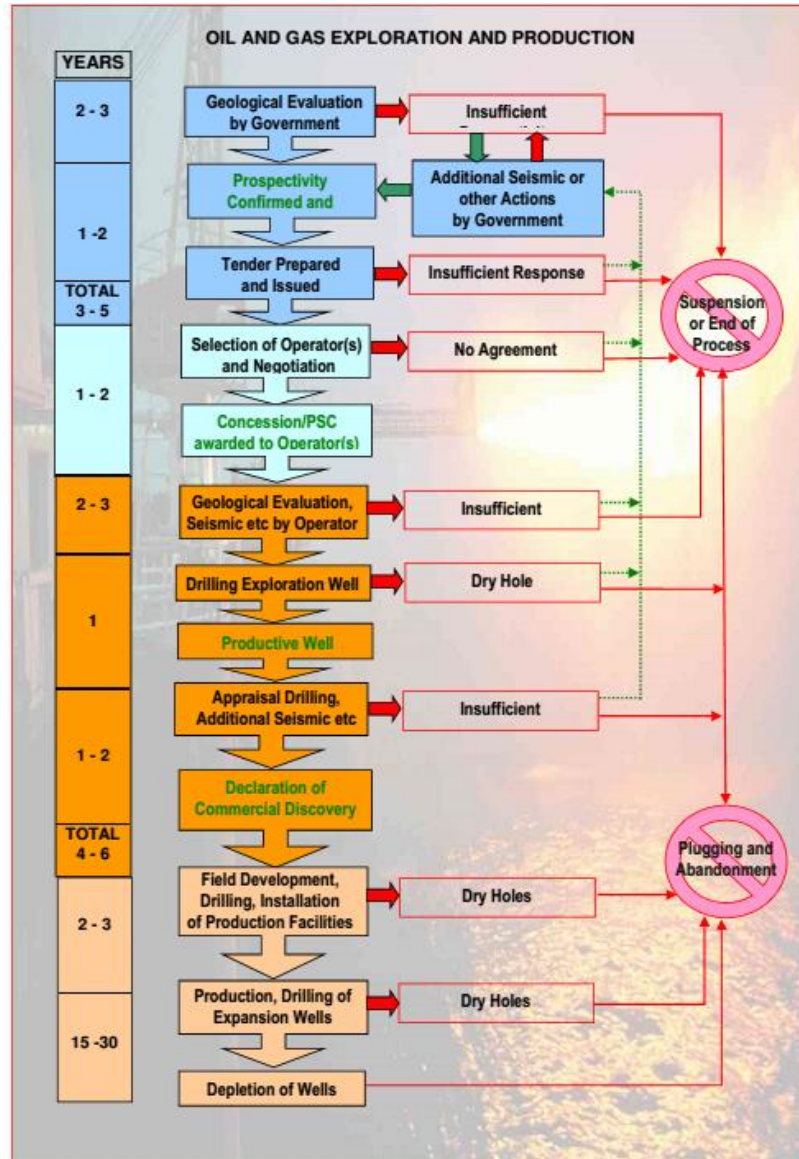 OIL AND GAS EXPLORATION AND PRODUCTION
YEARS
2 - 3
Geological Evaluation
by Government
Insufficient
Prospectivity
Confirmed and
Additional Seismic or
other Actions
by Government
1 -2
Tender Prepared
and Issued
Insufficient Response
TOTAL
3 - 5
Suspension
or End of
Process
Selection of Operator(s)
and Negotiation
No Agreement
1 - 2
Concession/PSC
awarded to Operator(s)
2 - 3
Geological Evaluation,
Seismic etc by Operator
Insufficient
1
Drilling Exploration Well
Dry Hole
Productive Well
Appraisal Drilling,
Additional Seismic etc
Insufficient
1 - 2
Declaration of
Commercial Discovery
TOTAL
4 - 6
Plugging and
Abandonment
2 - 3
Field Development,
Drilling, Installation
of Production Facilities
Dry Holes
Production, Drilling of
Expansion Wells
Dry Holes
15 -30
Depletion of Wells